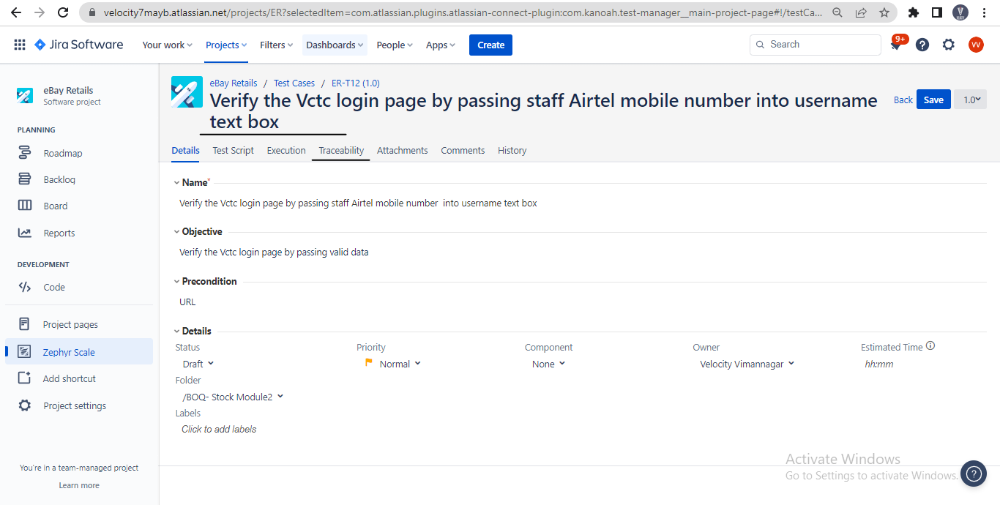 velocity7mayb.atlassian.net/projects/ER?selectedItem=com.atlassian.plugins.atlassian-connect-plugin:com.kanoah.test-manager__main-project-page#!/testCa...
Jira Software
Your work
Projects
Filters
Dashboards
People
Apps
Create
Search
9+
?
VV
eBay Retails
Software project
PLANNING
Roadmap
Backlog
Board
Reports
DEVELOPMENT
Code
Project pages
Zephyr Scale
Add shortcut
Project settings
You're in a team-managed project
Learn more
eBay Retails / Test Cases / ER-T12 (1.0)
Verify the Vctc login page by passing staff Airtel mobile number into username
text box
Back
Save
1.0
Details Test Script Execution Traceability Attachments Comments History
Name*
Verify the Vctc login page by passing staff Airtel mobile number into username text box
Objective
Verify the Vctc login page by passing valid data
Precondition
URL
Details
Status Priority Component Owner Estimated Time
Draft Normal None Velocity Vimannagar hh:mm
Folder
/BOQ- Stock Module2
Labels
Click to add labels
Activate Windows
Go to Settings to activate Windows.
?